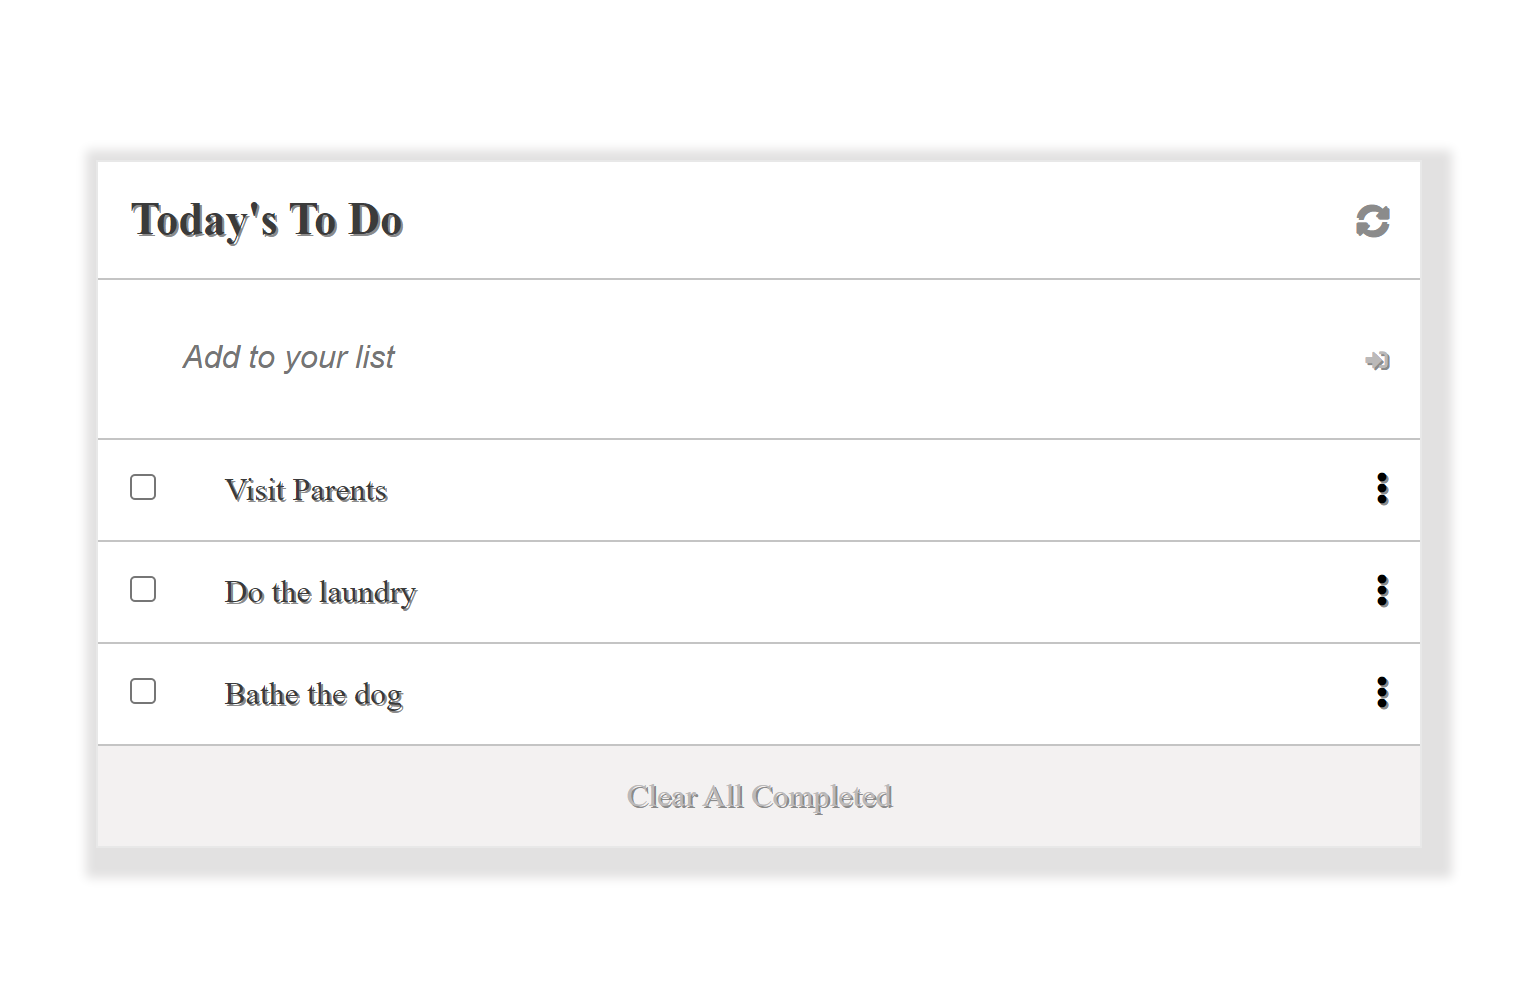 Today's To Do
Add to your list
Visit Parents
Do the laundry
Bathe the dog
Clear All Completed